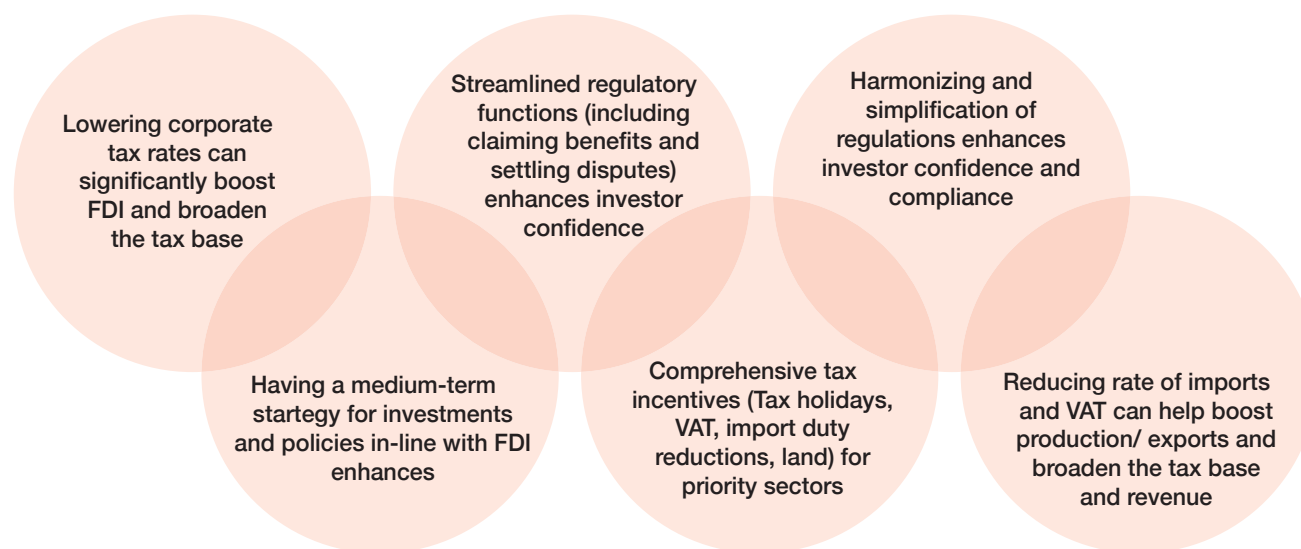 Lowering corporate
tax rates can
significantly boost
FDI and broaden
the tax base
Having a medium-term
startegy for investments
and policies in-line with FDI
enhances
Streamlined regulatory
functions (including
claiming benefits and
settling disputes)
enhances investor
confidence
Comprehensive tax
incentives (Tax holidays,
VAT, import duty
reductions, land) for
priority sectors
Harmonizing and
simplification of
regulations enhances
investor confidence and
compliance
Reducing rate of imports
and VAT can help boost
production/ exports and
broaden the tax base
and revenue